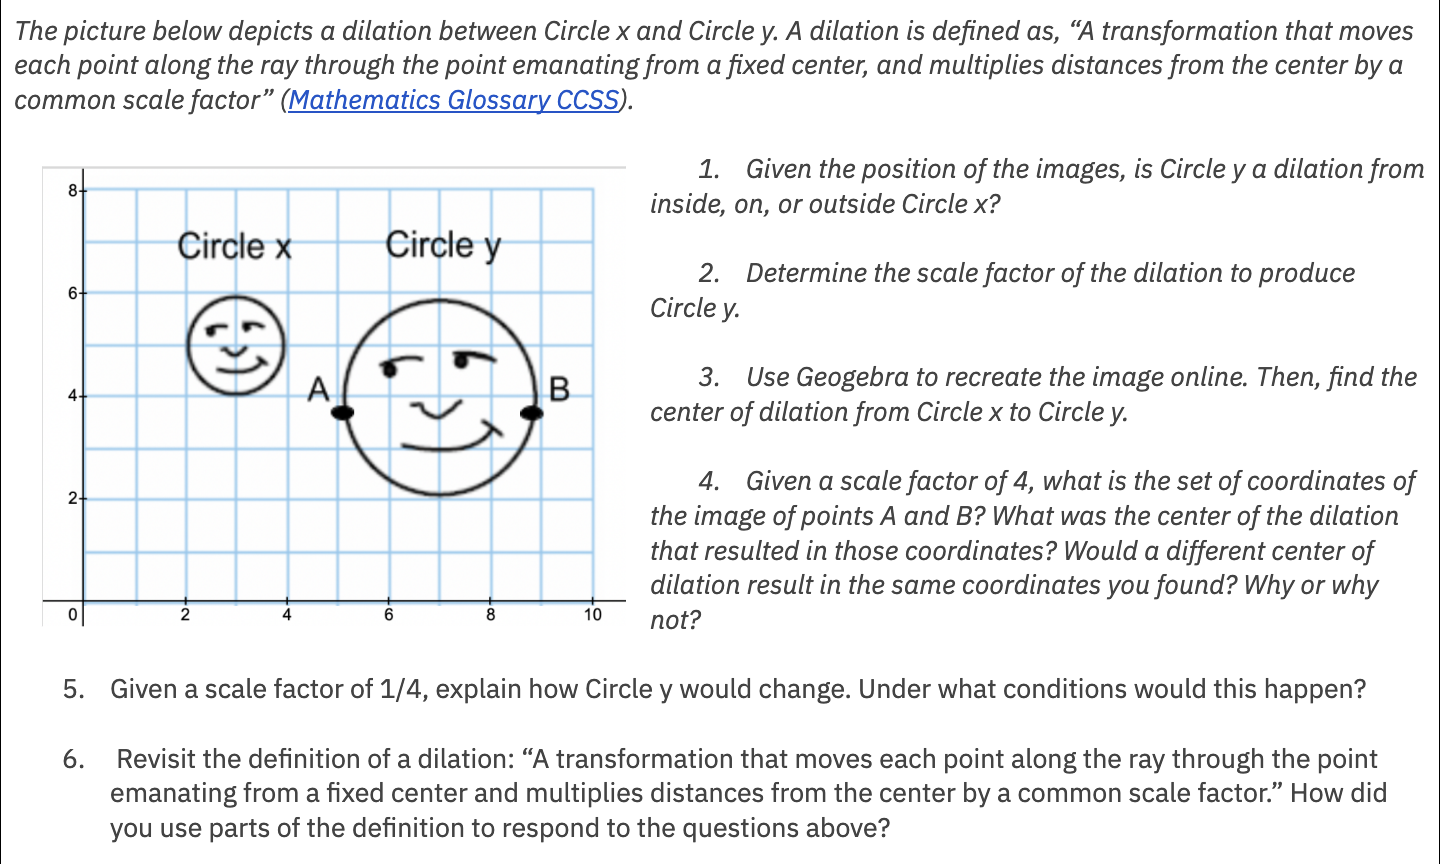 The picture below depicts a dilation between Circle x and Circle y. A dilation is defined as, “A transformation that moves
each point along the ray through the point emanating from a fixed center, and multiplies distances from the center by a
common scale factor” (Mathematics Glossary CCSS).
8
Circle x
Circle y
6
A
B
4
2
0
2
4
6
8
10
1. Given the position of the images, is Circle y a dilation from
inside, on, or outside Circle x?
2. Determine the scale factor of the dilation to produce
Circle y.
3. Use Geogebra to recreate the image online. Then, find the
center of dilation from Circle x to Circle y.
4. Given a scale factor of 4, what is the set of coordinates of
the image of points A and B? What was the center of the dilation
that resulted in those coordinates? Would a different center of
dilation result in the same coordinates you found? Why or why
not?
5. Given a scale factor of 1/4, explain how Circle y would change. Under what conditions would this happen?
6. Revisit the definition of a dilation: “A transformation that moves each point along the ray through the point
emanating from a fixed center and multiplies distances from the center by a common scale factor.” How did
you use parts of the definition to respond to the questions above?